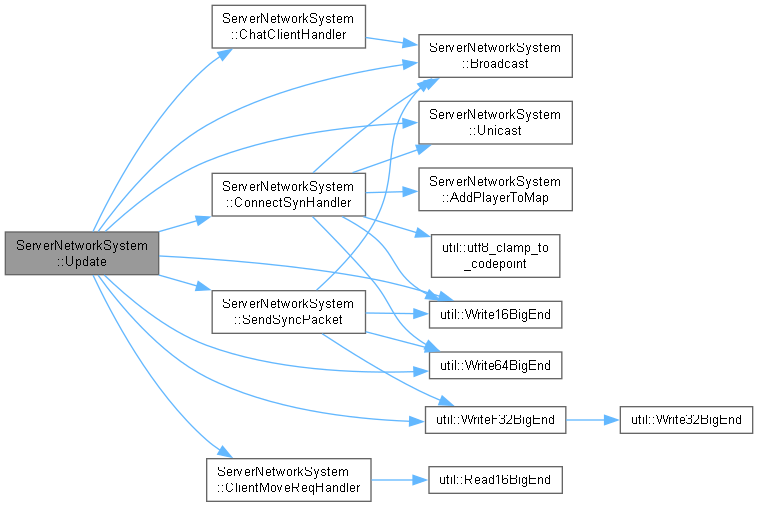 ServerNetworkSystem
::Update
ServerNetworkSystem
::ChatClientHandler
ServerNetworkSystem
::Broadcast
ServerNetworkSystem
::Unicast
ServerNetworkSystem
::ConnectSynHandler
ServerNetworkSystem
::AddPlayerToMap
util::utf8_clamp_to
_codepoint
ServerNetworkSystem
::SendSyncPacket
util::Write16BigEnd
util::Write64BigEnd
util::WriteF32BigEnd
util::Write32BigEnd
ServerNetworkSystem
::ClientMoveReqHandler
util::Read16BigEnd